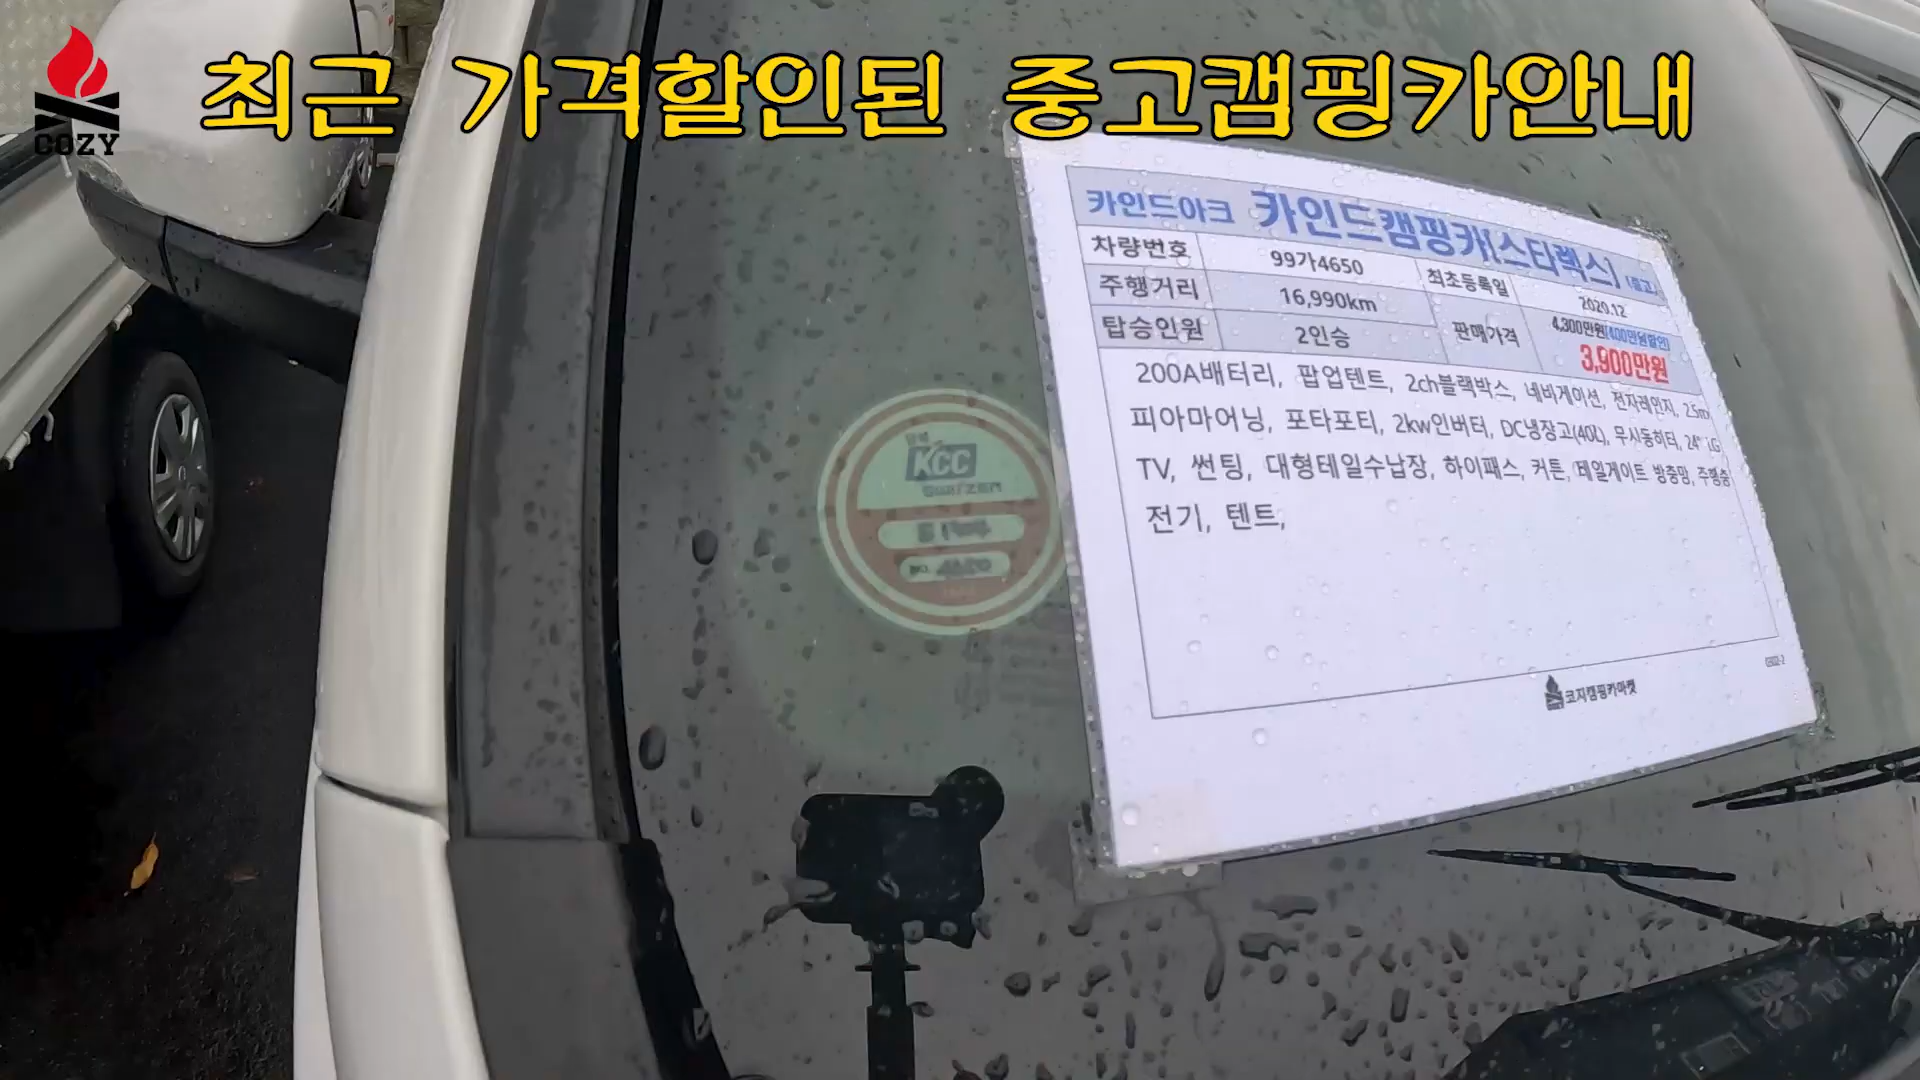 최근 가격할인된 중고캠핑카안내
COZY
카인드아크 카인드캠핑카(스타렉스) (중고)
차량번호 99가4650 최초등록일 2020.12
주행거리 16,990km 판매가격 4,300만원(400만원할인)
3,900만원
탑승인원 2인승
200A배터리, 팝업텐트, 2ch블랙박스, 네비게이션, 전자레인지, 2.5m
피아마어닝, 포타포티, 2kw인버터, DC냉장고(40L), 무시동히터, 24" LG
TV, 썬팅, 대형테일수납장, 하이패스, 커튼, 테일게이트 방충망, 주행충
전기, 텐트,
코지캠핑카마켓
KCC